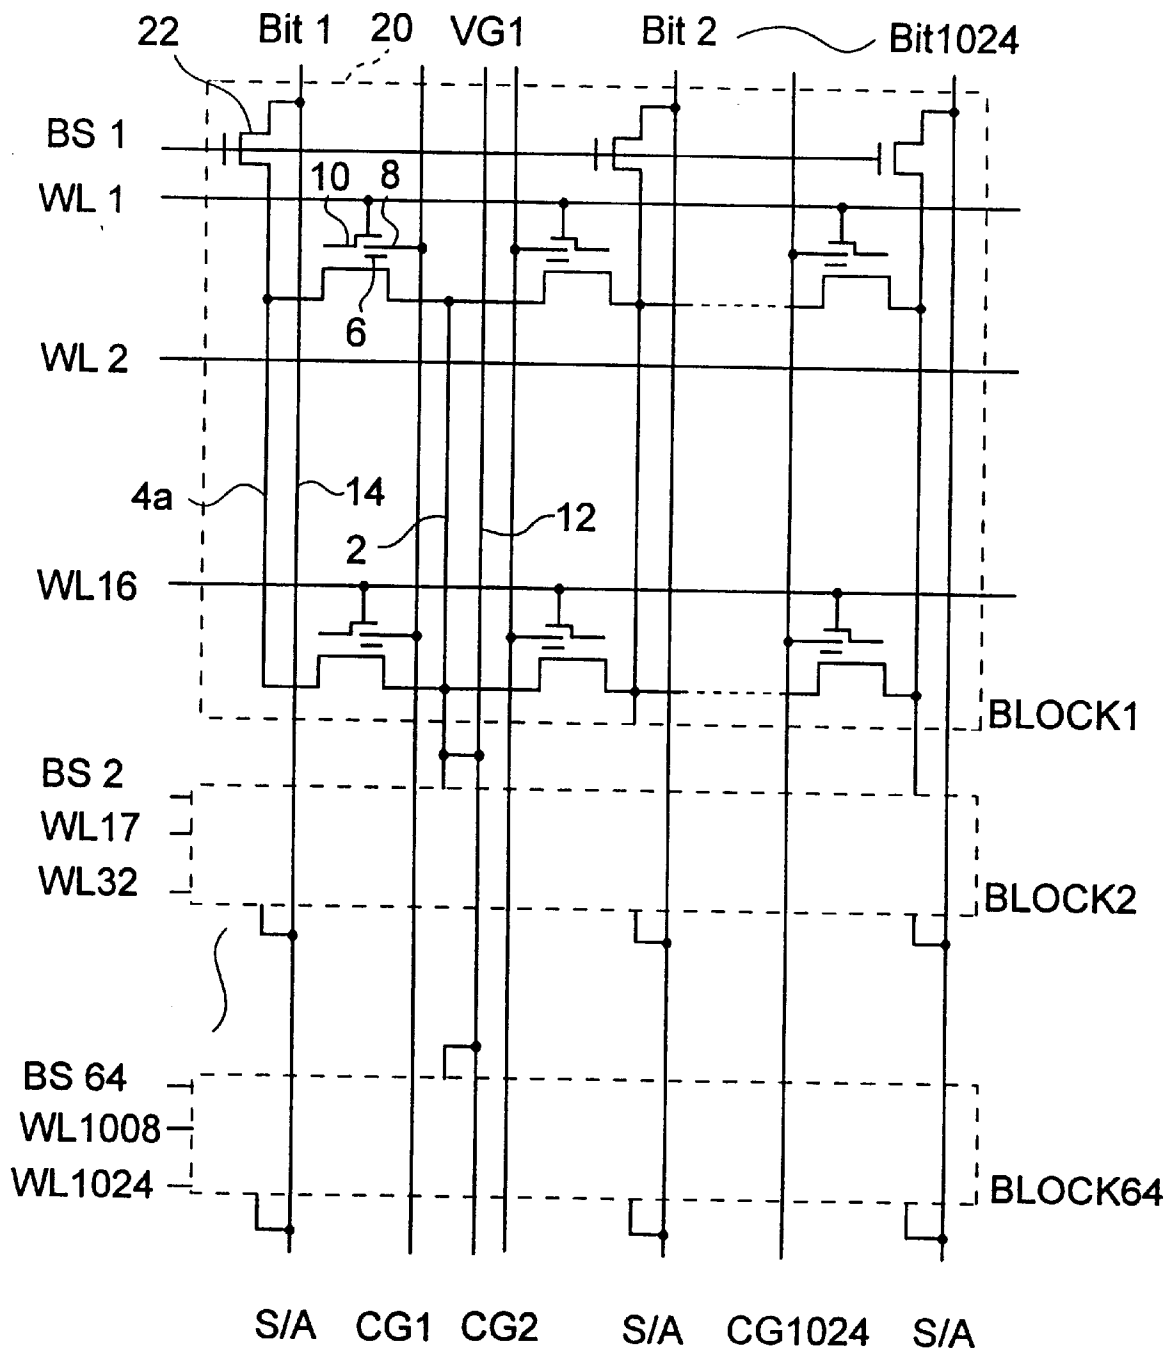 22 Bit 1 20 VG1 Bit 2 Bit1024
BS 1
WL 1
10 8
6
WL 2
4a 14 2 12
WL16
BLOCK1
BS 2
WL17
WL32
BLOCK2
BS 64
WL1008
WL1024
BLOCK64
S/A CG1 CG2 S/A CG1024 S/A